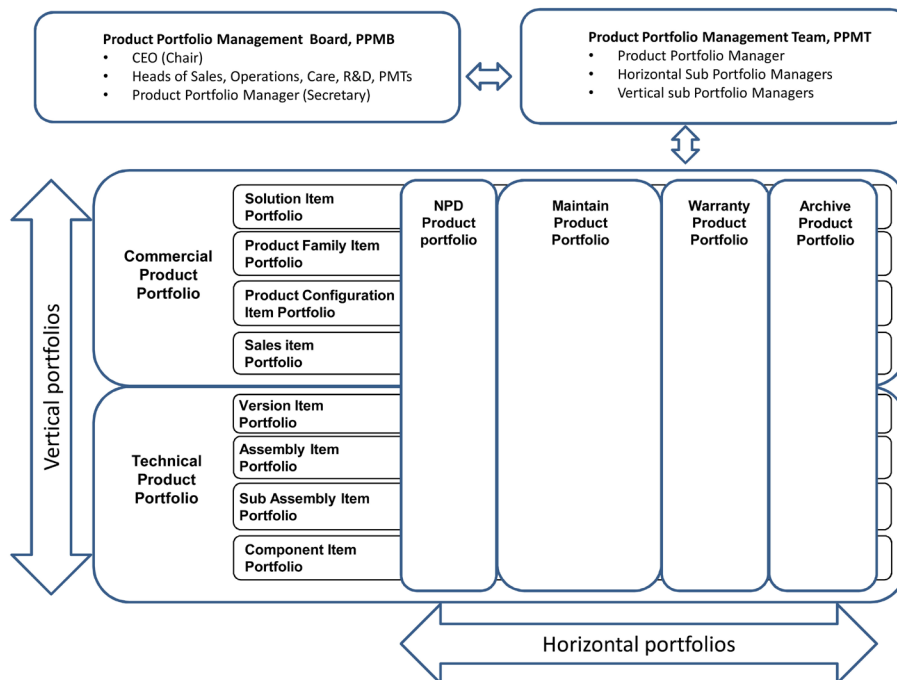 Product Portfolio Management Board, PPMB
• CEO (Chair)
• Heads of Sales, Operations, Care, R&D, PMTs
• Product Portfolio Manager (Secretary)
Product Portfolio Management Team, PPMT
• Product Portfolio Manager
• Horizontal Sub Portfolio Managers
• Vertical sub Portfolio Managers
Vertical portfolios
Commercial
Product
Portfolio
Solution Item
Portfolio
Product Family Item
Portfolio
Product Configuration
Item Portfolio
Sales item
Portfolio
Technical
Product
Portfolio
Version Item
Portfolio
Assembly Item
Portfolio
Sub Assembly Item
Portfolio
Component Item
Portfolio
NPD
Product
portfolio
Maintain
Product
Portfolio
Warranty
Product
Portfolio
Archive
Product
Portfolio
Horizontal portfolios